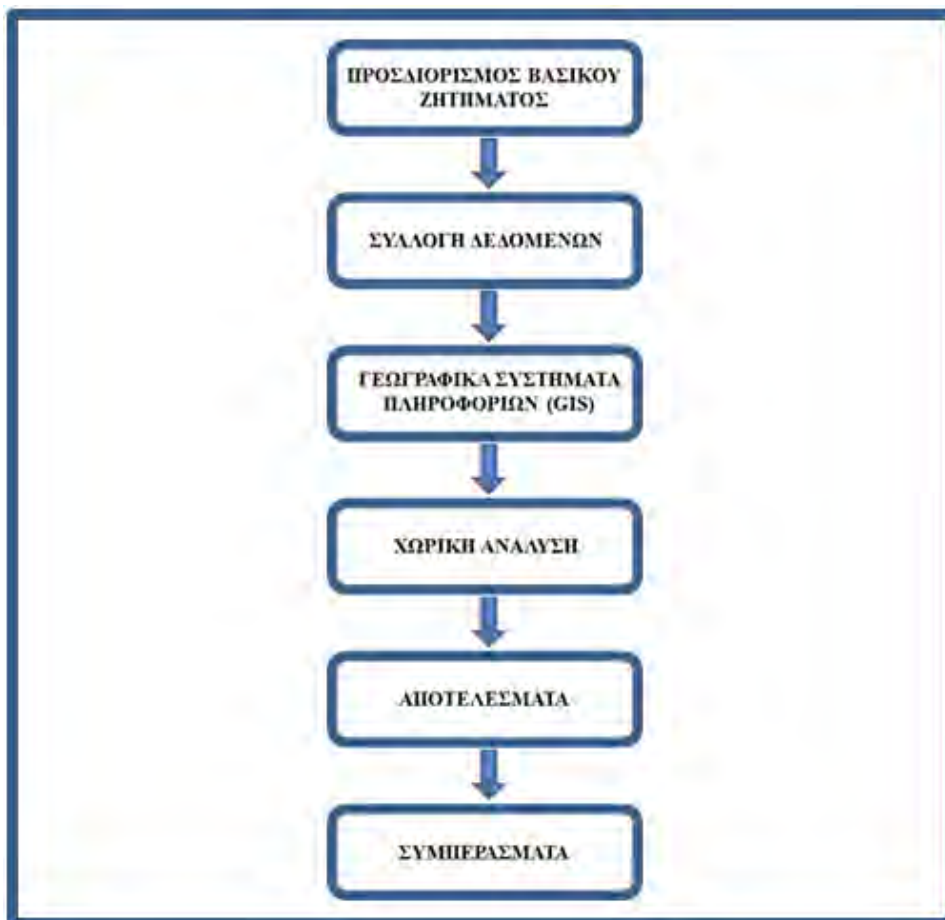 ΠΡΟΣΔΙΟΡΙΣΜΟΣ ΒΑΣΙΚΟΥ
ΖΗΤΗΜΑΤΟΣ
ΣΥΛΛΟΓΗ ΔΕΔΟΜΕΝΩΝ
ΓΕΩΓΡΑΦΙΚΑ ΣΥΣΤΗΜΑΤΑ
ΠΛΗΡΟΦΟΡΙΩΝ (GIS)
ΧΩΡΙΚΗ ΑΝΑΛΥΣΗ
ΑΠΟΤΕΛΕΣΜΑΤΑ
ΣΥΜΠΕΡΑΣΜΑΤΑ